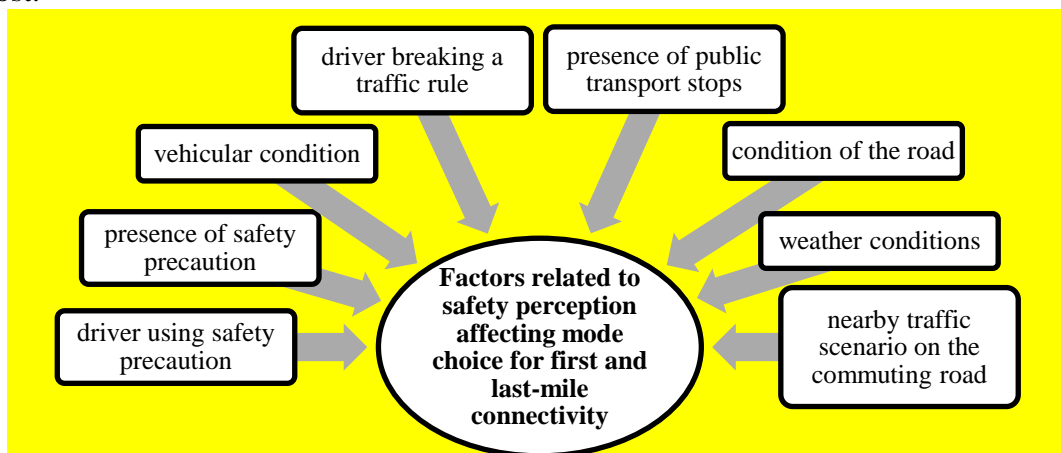 driver breaking a
traffic rule
presence of public
transport stops
vehicular condition
condition of the road
presence of safety
precaution
weather conditions
driver using safety
precaution
nearby traffic
scenario on the
commuting road
Factors related to
safety perception
affecting mode
choice for first and
last-mile
connectivity